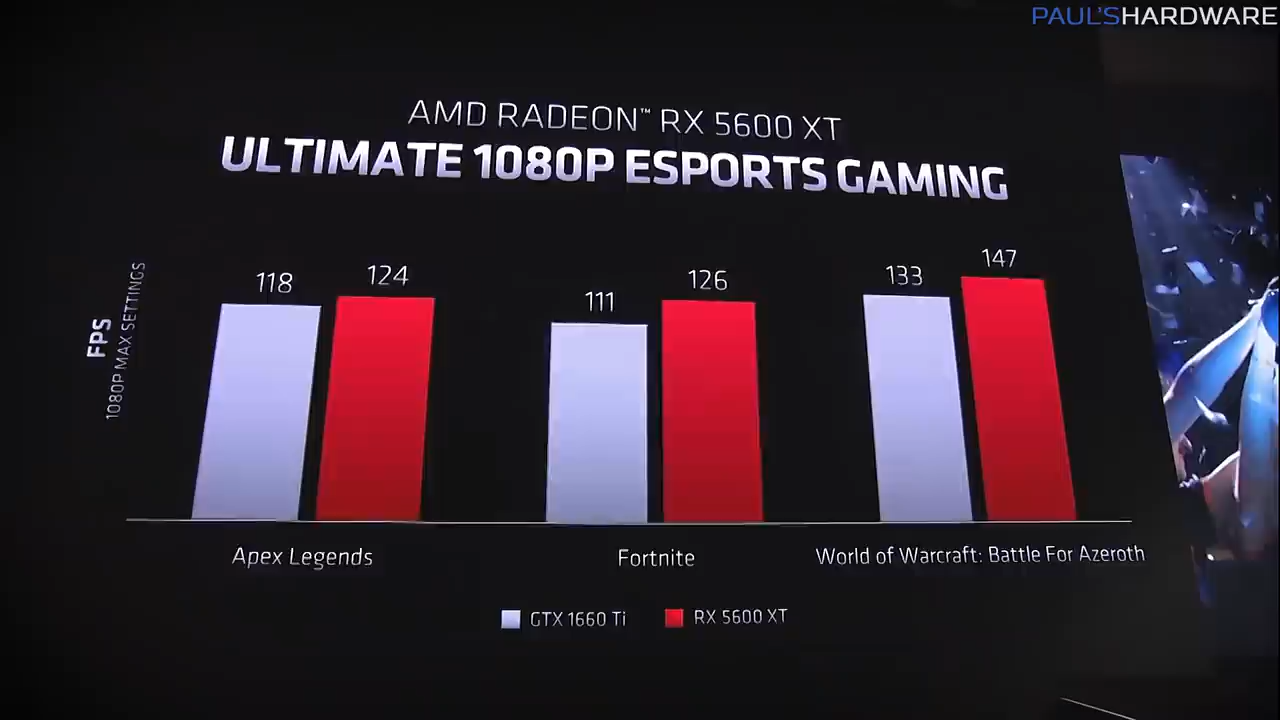 PAUL'SHARDWARE
AMD RADEON™ RX 5600 XT
ULTIMATE 1080P ESPORTS GAMING
FPS
1080P MAX SETTINGS
118
124
111
126
133
147
Apex Legends
Fortnite
World of Warcraft: Battle For Azeroth
GTX 1660 Ti
RX 5600 XT